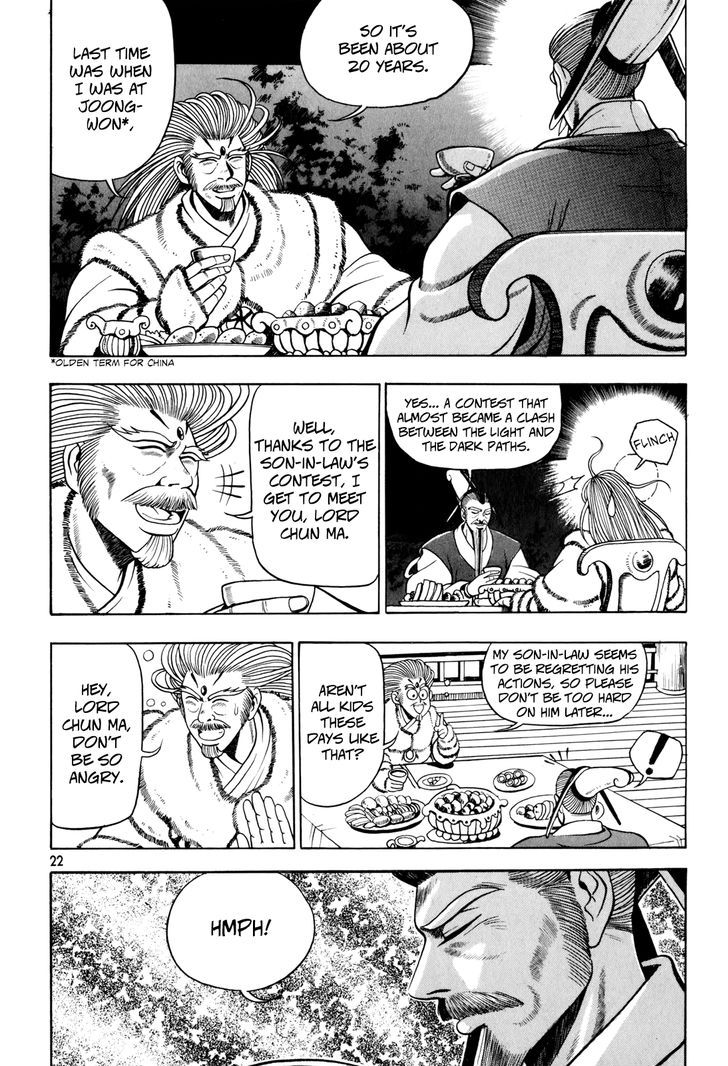 LAST TIME
WAS WHEN
I WAS AT
JOONG-
WON*,
SO IT'S
BEEN ABOUT
20 YEARS.
*OLDEN TERM FOR CHINA
WELL,
THANKS TO THE
SON-IN-LAW'S
CONTEST, I
GET TO MEET
YOU, LORD
CHUN MA.
YES... A CONTEST THAT
ALMOST BECAME A CLASH
BETWEEN THE LIGHT AND
THE DARK PATHS.
FLINCH
HEY,
LORD
CHUN MA,
DON'T
BE SO
ANGRY.
AREN'T
ALL KIDS
THESE
DAYS LIKE
THAT?
MY SON-IN-LAW SEEMS
TO BE REGRETTING HIS
ACTIONS, SO PLEASE
DON'T BE TOO HARD
ON HIM LATER...
!
22
HMPH!